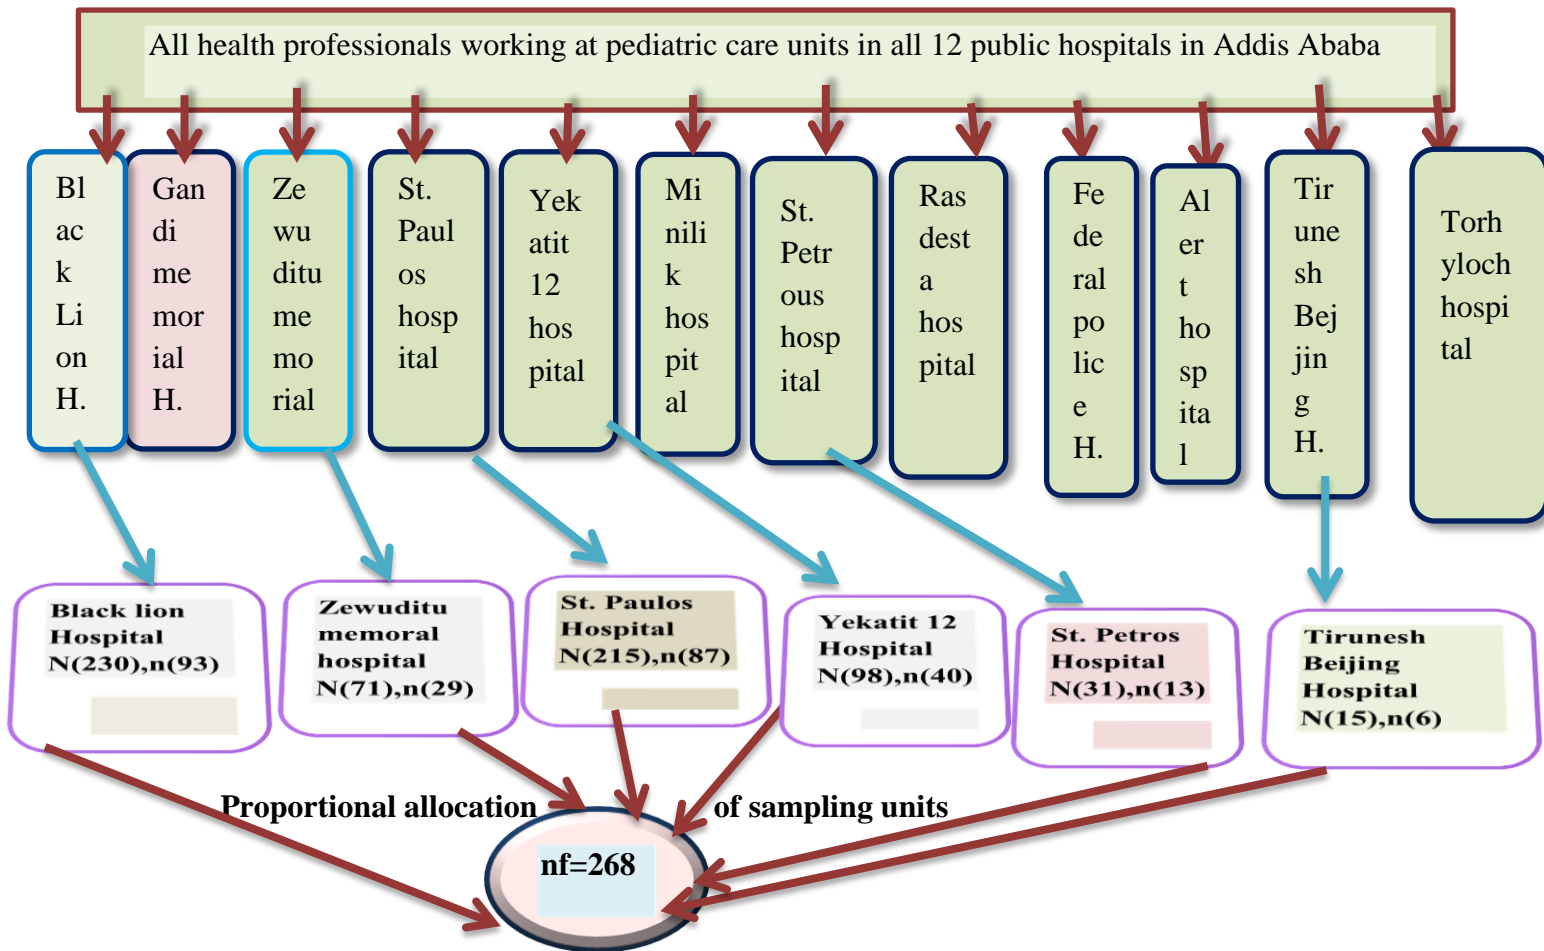 All health professionals working at pediatric care units in all 12 public hospitals in Addis Ababa
Bl
ac
k
Li
on
H.
Gan
di
me
mor
ial
H.
Ze
wu
ditu
me
mo
rial
St.
Paul
os
hosp
ital
Yek
atit
12
hos
pital
Mi
nili
k
hos
pit
al
St.
Petr
ous
hosp
ital
Ras
dest
a
hos
pital
Fe
de
ral
po
lic
e
H.
Al
er
t
ho
sp
ita
l
Tir
une
sh
Bej
jin
g
H.
Torh
yloch
hospi
tal
Black lion
Hospital
N(230),n(93)
Zewuditu
memoral
hospital
N(71),n(29)
St. Paulos
Hospital
N(215),n(87)
Yekatit 12
Hospital
N(98),n(40)
St. Petros
Hospital
N(31),n(13)
Tirunesh
Beijing
Hospital
N(15),n(6)
Proportional allocation of sampling units
nf=268